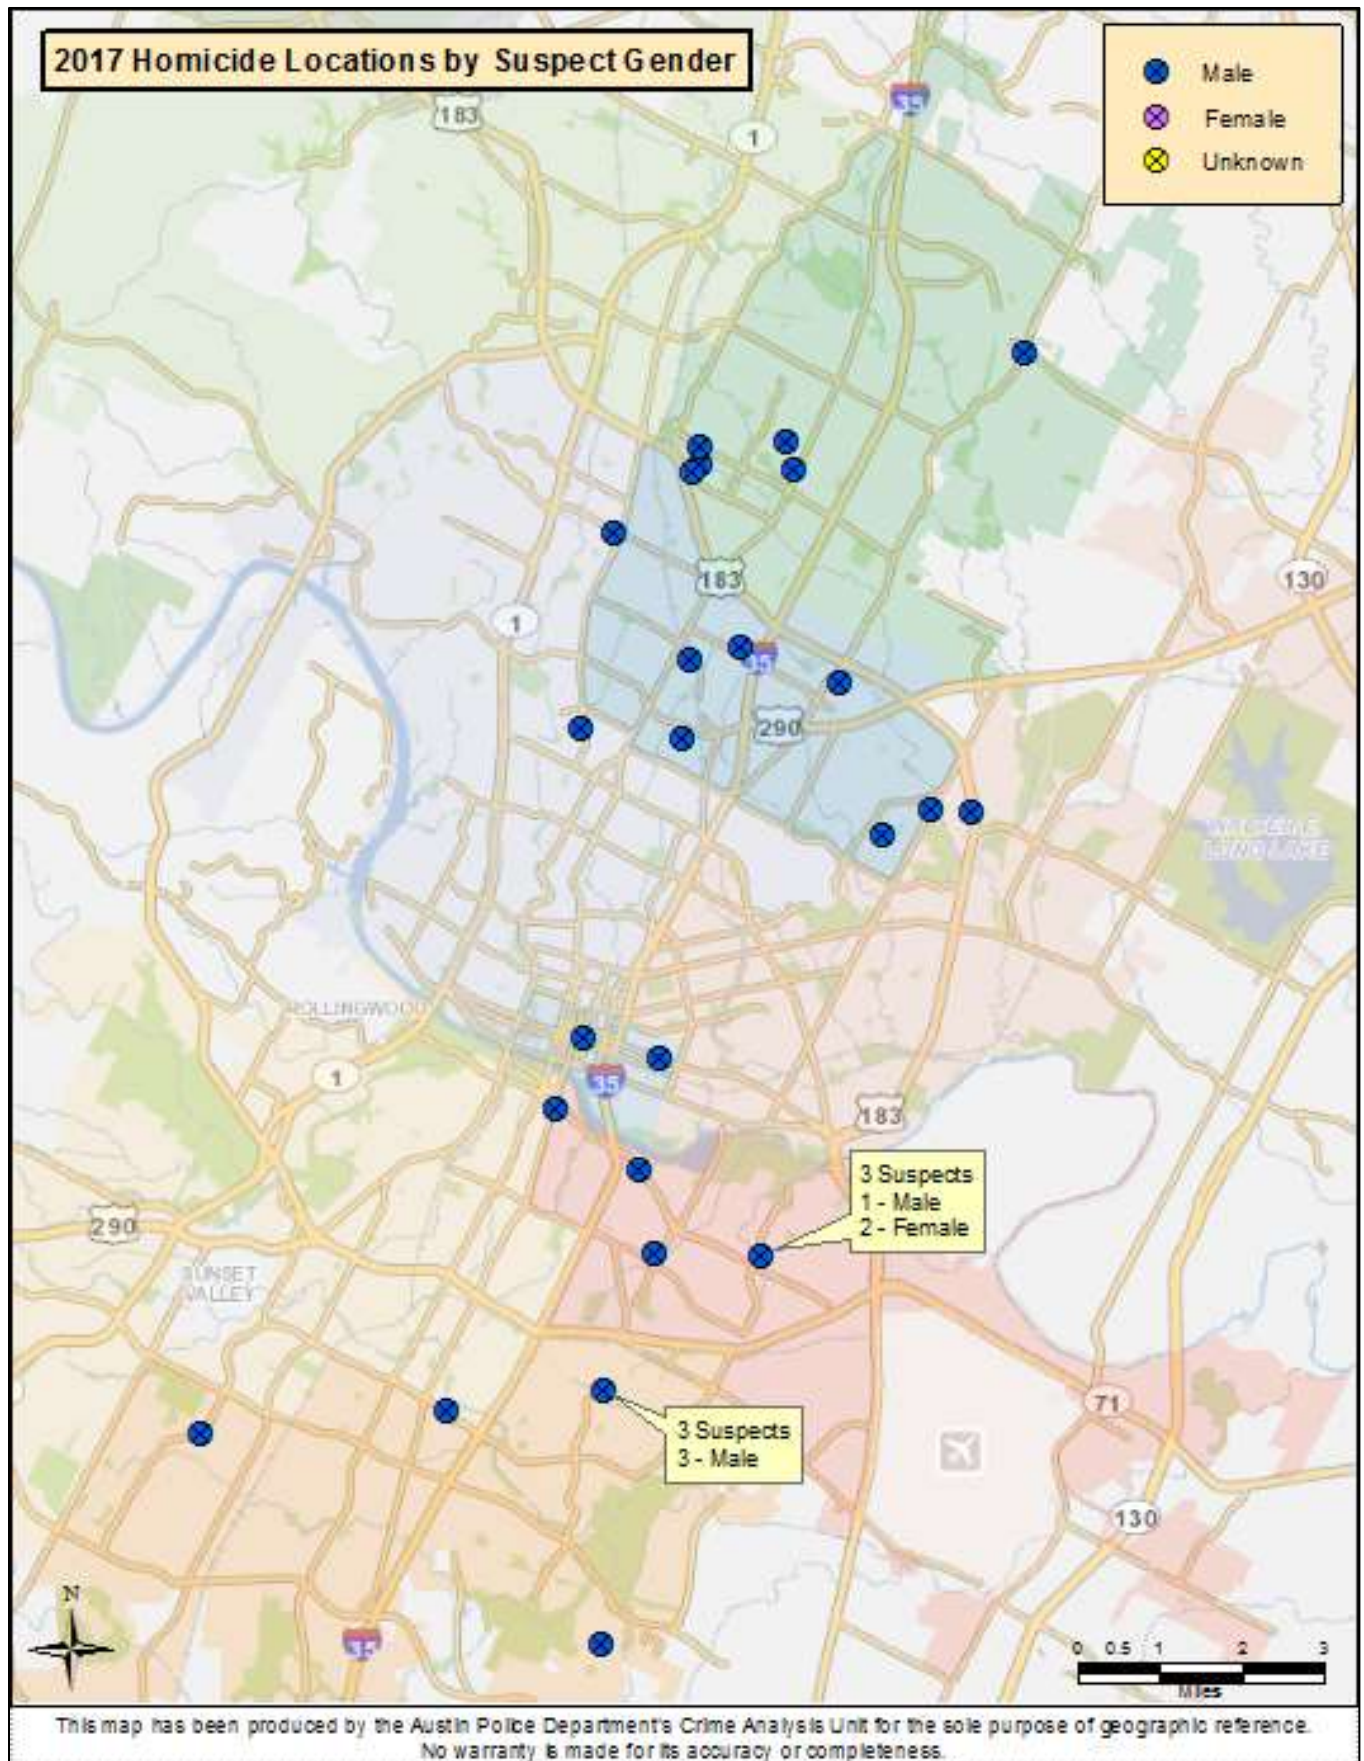 2017 Homicide Locations by Suspect Gender
Male
Female
Unknown
183
1
35
130
183
1
35
290
HOLLINGWOOD
1
35
183
3 Suspects
1 - Male
2 - Female
290
SUNSET
VALLEY
71
3 Suspects
3 - Male
130
N
35
0 0.5 1 2 3
Miles
This map has been produced by the Austin Police Department's Crime Analysis Unit for the sole purpose of geographic reference.
No warranty is made for its accuracy or completeness.